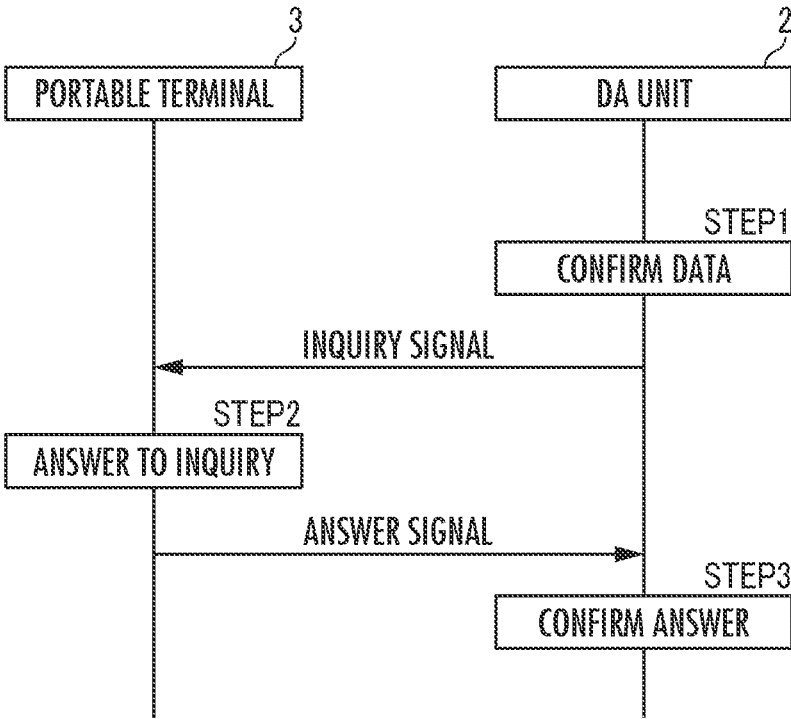 3
2
PORTABLE TERMINAL
DA UNIT
STEP1
CONFIRM DATA
INQUIRY SIGNAL
STEP2
ANSWER TO INQUIRY
ANSWER SIGNAL
STEP3
CONFIRM ANSWER